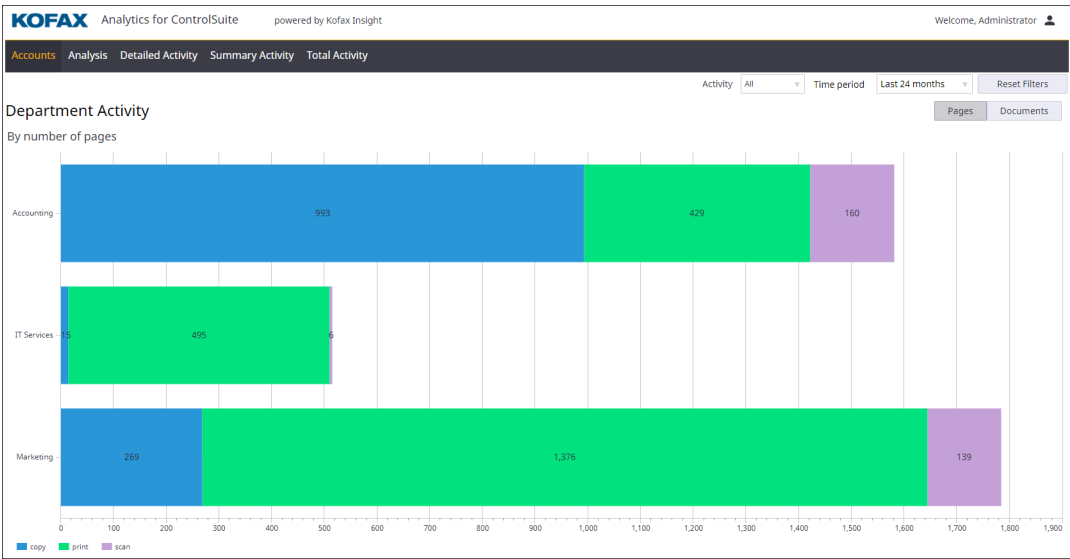 KOFAX Analytics for ControlSuite powered by Kofax Insight Welcome, Administrator
Accounts Analysis Detailed Activity Summary Activity Total Activity
Activity All Time period Last 24 months Reset Filters
Department Activity Pages Documents
By number of pages
Accounting 993 429 160
IT Services 15 495 6
Marketing 269 1,376 139
0 100 200 300 400 500 600 700 800 900 1,000 1,100 1,200 1,300 1,400 1,500 1,600 1,700 1,800 1,900
copy print scan